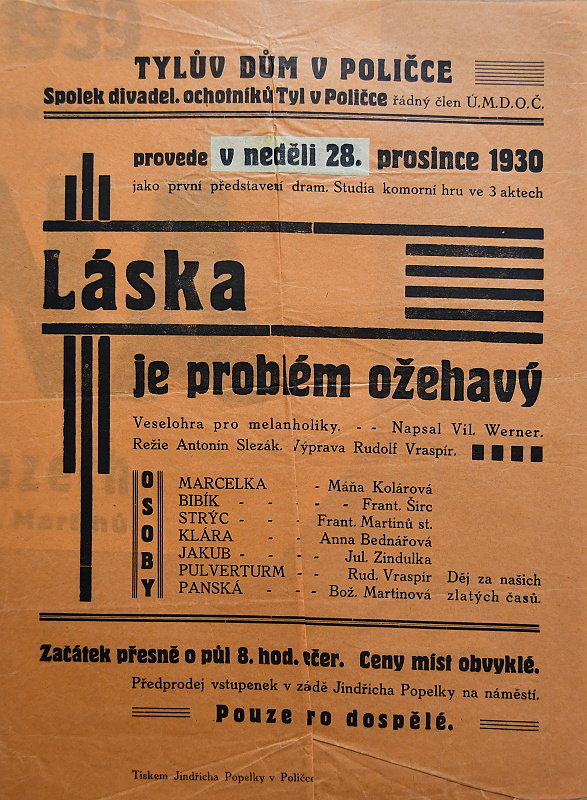 TYLŮV DŮM V POLIČCE
Spolek divadel. ochotníků Tyl v Poličce řádný člen Ú.M.D.O.Č.
provede v neděli 28. prosince 1930
jako první představení dram. Studia komorní hru ve 3 aktech
Láska
je problém ožehavý
Veselohra pro melancholiky. - - Napsal Vil. Werner.
Režie Antonín Slezák. Výprava Rudolf Vraspír.
OSOBY
MARCELKA - Máňa Kolárová
BIBÍK - - - - Frant. Širc
STRÝC - - - - Frant. Martinů st.
KLÁRA - - - - Anna Bednářová
JAKUB - - - - - Jul. Zindulka
PULVERTURM - - Rud. Vraspír
PANSKÁ - - - - Bož. Martinová
Děj za našich
zlatých časů.
Začátek přesně o půl 8. hod. ečer. Ceny míst obvyklé.
Předprodej vstupenek v zádě Jindřicha Popelky na náměstí.
Pouze ro dospělé.
Tiskem Jindřicha Popelky v Poličce